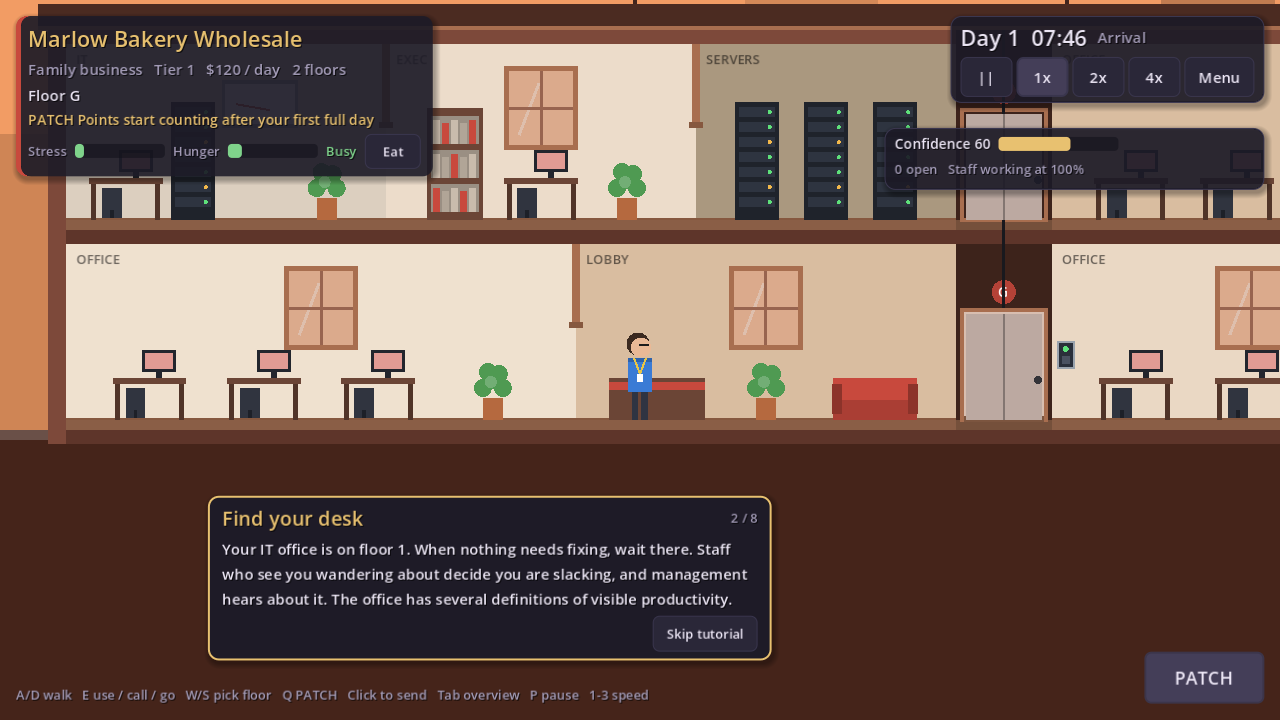 Marlow Bakery Wholesale
Family business Tier 1 $120 / day 2 floors
Floor G
PATCH Points start counting after your first full day
Stress Hunger Busy Eat
EXEC
SERVERS
Day 1 07:46 Arrival
|| 1x 2x 4x Menu
Confidence 60
0 open Staff working at 100%
OFFICE
LOBBY
OFFICE
G
Find your desk 2 / 8
Your IT office is on floor 1. When nothing needs fixing, wait there. Staff
who see you wandering about decide you are slacking, and management
hears about it. The office has several definitions of visible productivity.
Skip tutorial
A/D walk E use / call / go W/S pick floor Q PATCH Click to send Tab overview P pause 1-3 speed
PATCH